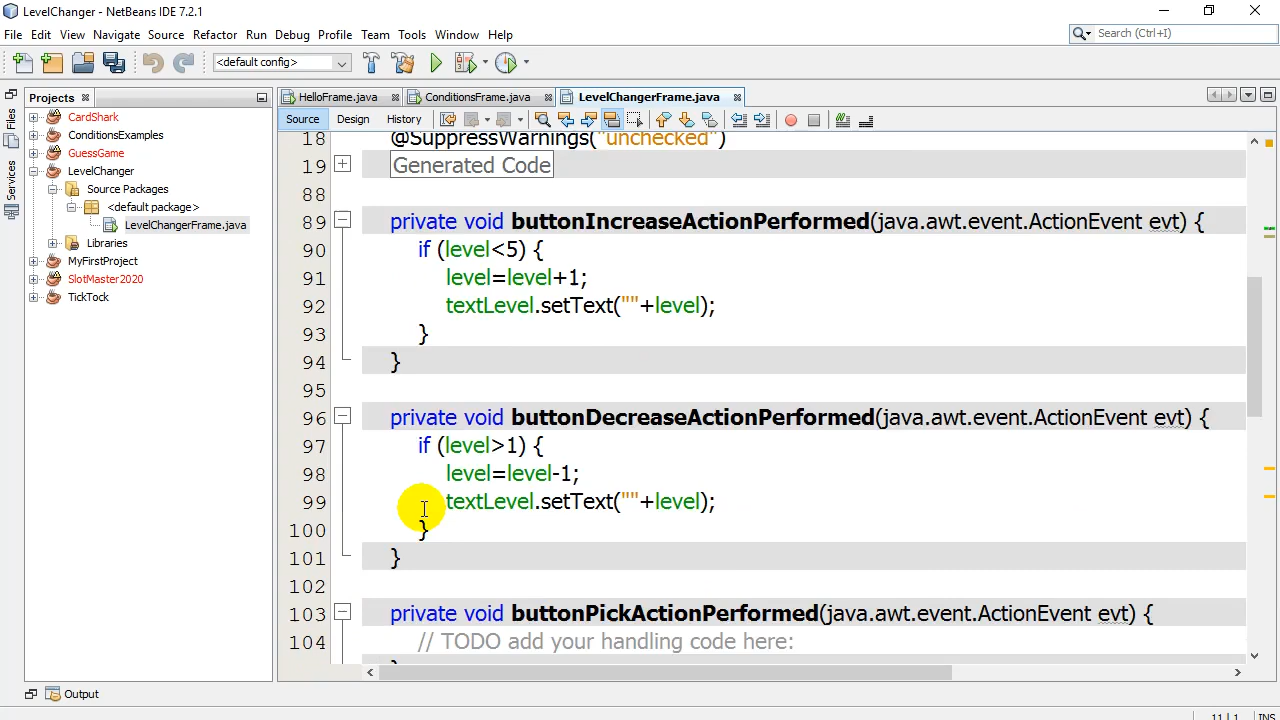 LevelChanger - NetBeans IDE 7.2.1
File Edit View Navigate Source Refactor Run Debug Profile Team Tools Window Help
Search (Ctrl+I)
<default config>
Projects
HelloFrame.java
ConditionsFrame.java
LevelChangerFrame.java
Files
Services
CardShark
ConditionsExamples
GuessGame
LevelChanger
Source Packages
<default package>
LevelChangerFrame.java
Libraries
MyFirstProject
SlotMaster2020
TickTock
Source Design History
18 @SuppressWarnings("unchecked")
19 Generated Code
88
89 private void buttonIncreaseActionPerformed(java.awt.event.ActionEvent evt) {
90 if (level<5) {
91 level=level+1;
92 textLevel.setText(""+level);
93 }
94 }
95
96 private void buttonDecreaseActionPerformed(java.awt.event.ActionEvent evt) {
97 if (level>1) {
98 level=level-1;
99 textLevel.setText(""+level);
100 }
101 }
102
103 private void buttonPickActionPerformed(java.awt.event.ActionEvent evt) {
104 // TODO add your handling code here:
Output
11 | 1 INS